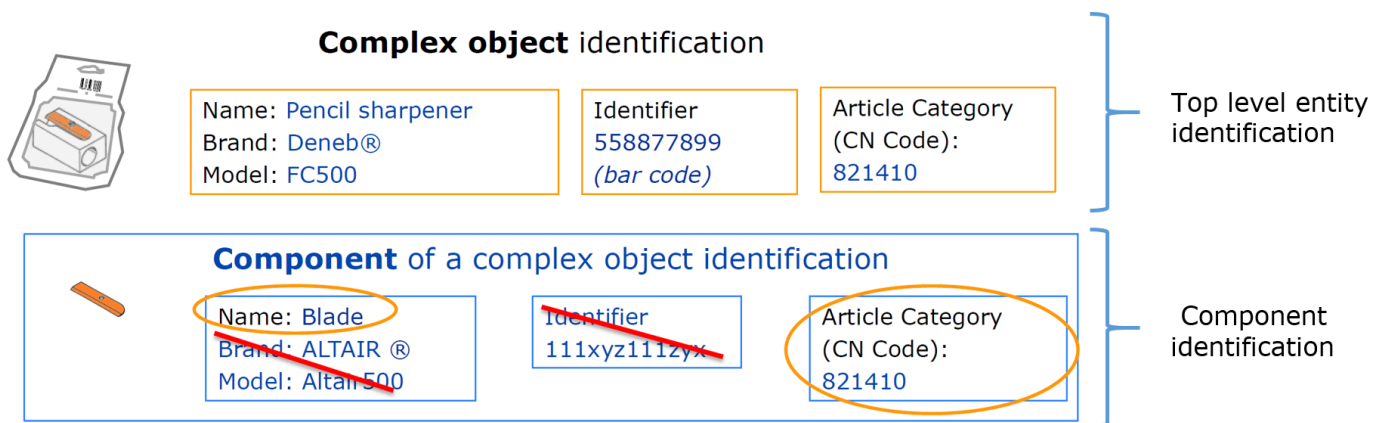 Complex object identification
Name: Pencil sharpener
Brand: Deneb®
Model: FC500
Identifier
558877899
(bar code)
Article Category
(CN Code):
821410
Top level entity
identification
Component of a complex object identification
Name: Blade
Brand: ALTAIR ®
Model: Altair 500
Identifier
111xyz111zyx
Article Category
(CN Code):
821410
Component
identification